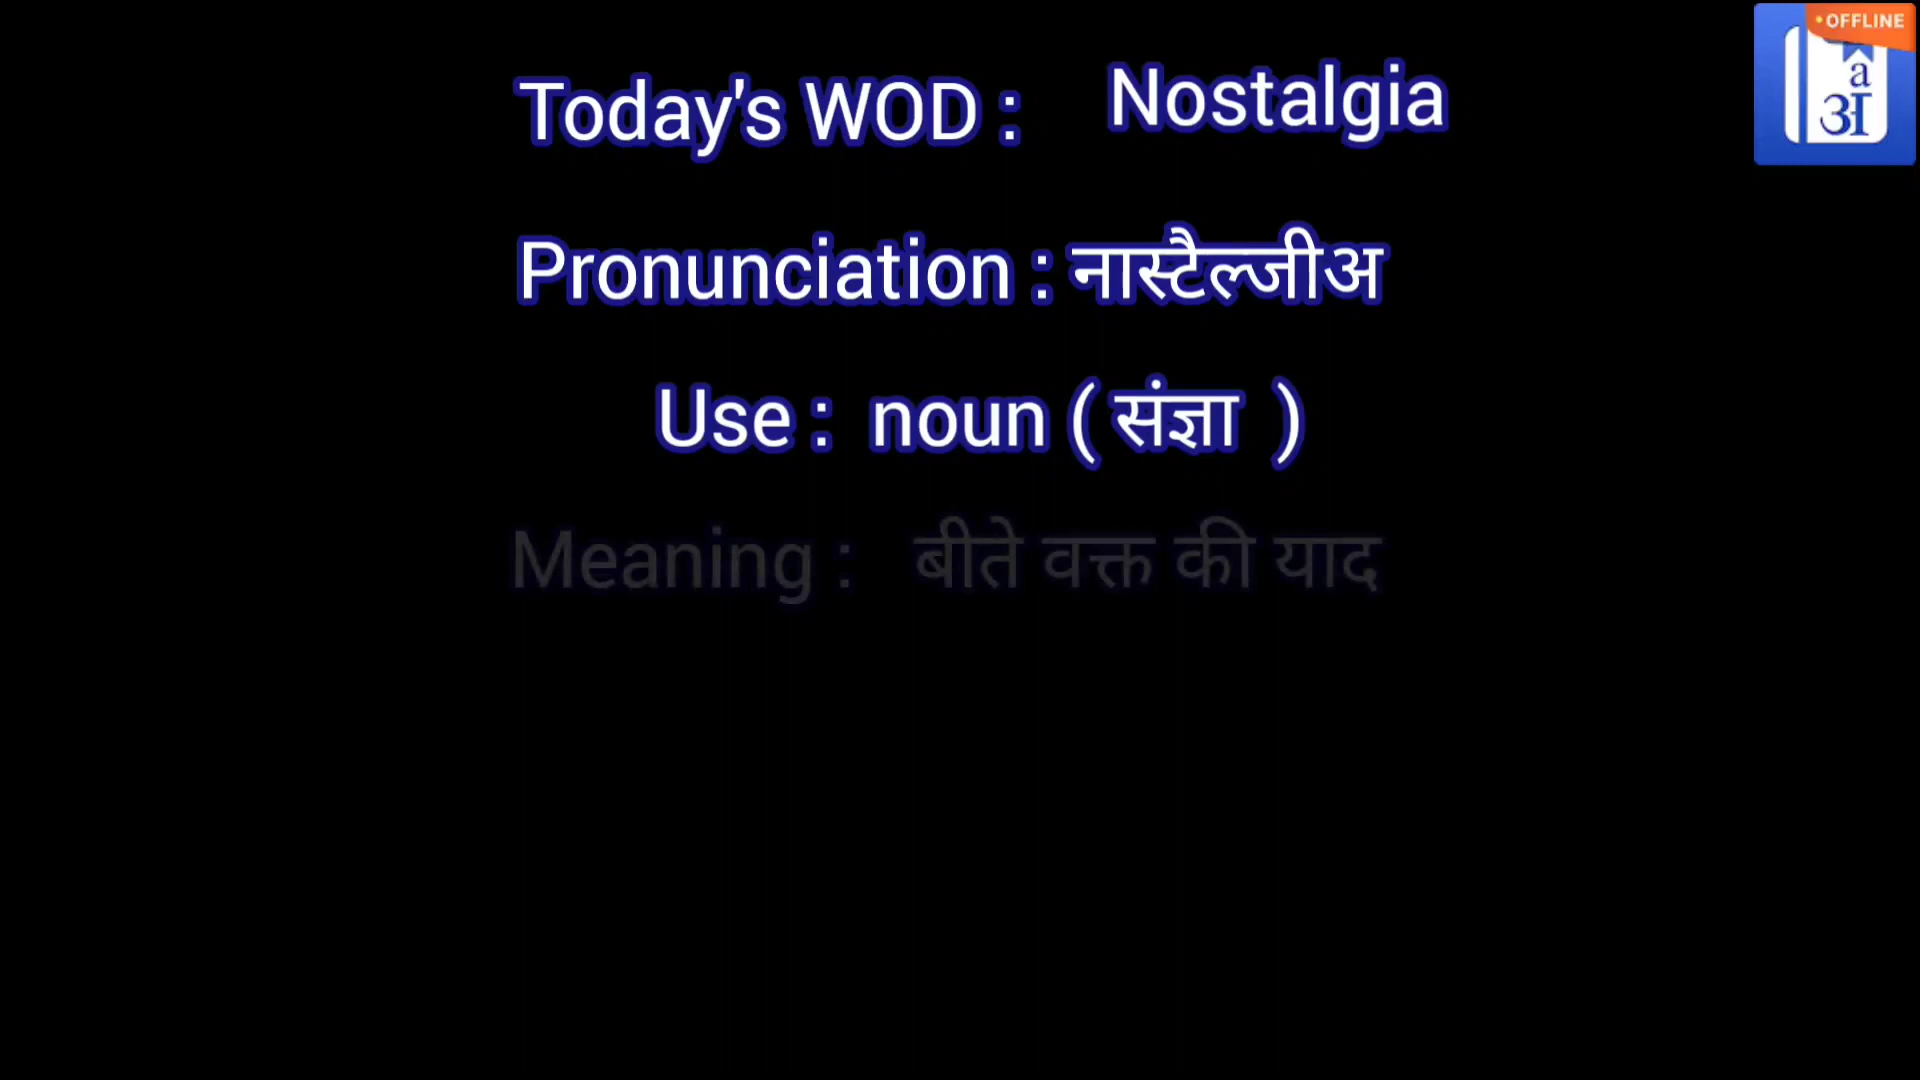 OFFLINE
a
अ
Today's WOD : Nostalgia
Pronunciation : नास्टैल्जीअ
Use : noun ( संज्ञा )
Meaning : बीते वक्त की याद